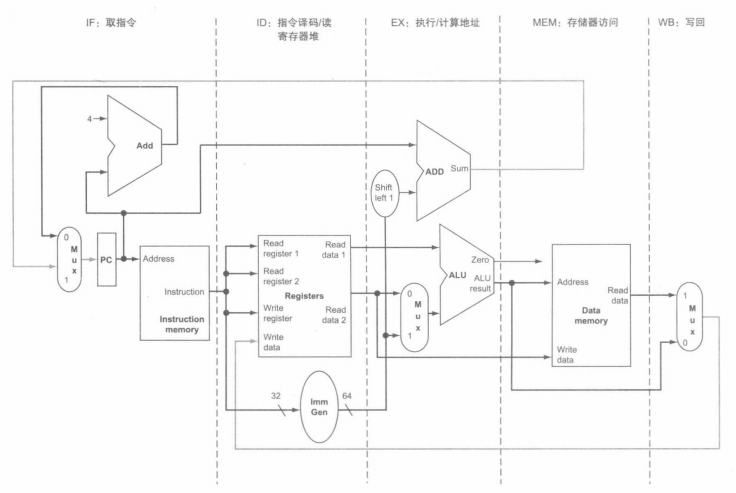 IF：取指令
ID：指令译码/读
寄存器堆
EX：执行/计算地址
MEM：存储器访问
WB：写回
4
Add
ADD
Sum
Shift
left 1
0
M
u
x
1
PC
Address
Instruction
Instruction
memory
Read
register 1
Read
register 2
Write
register
Write
data
Registers
Read
data 1
Read
data 2
0
M
u
x
1
Zero
ALU
ALU
result
Address
Read
data
Data
memory
Write
data
1
M
u
x
0
32
Imm
Gen
64